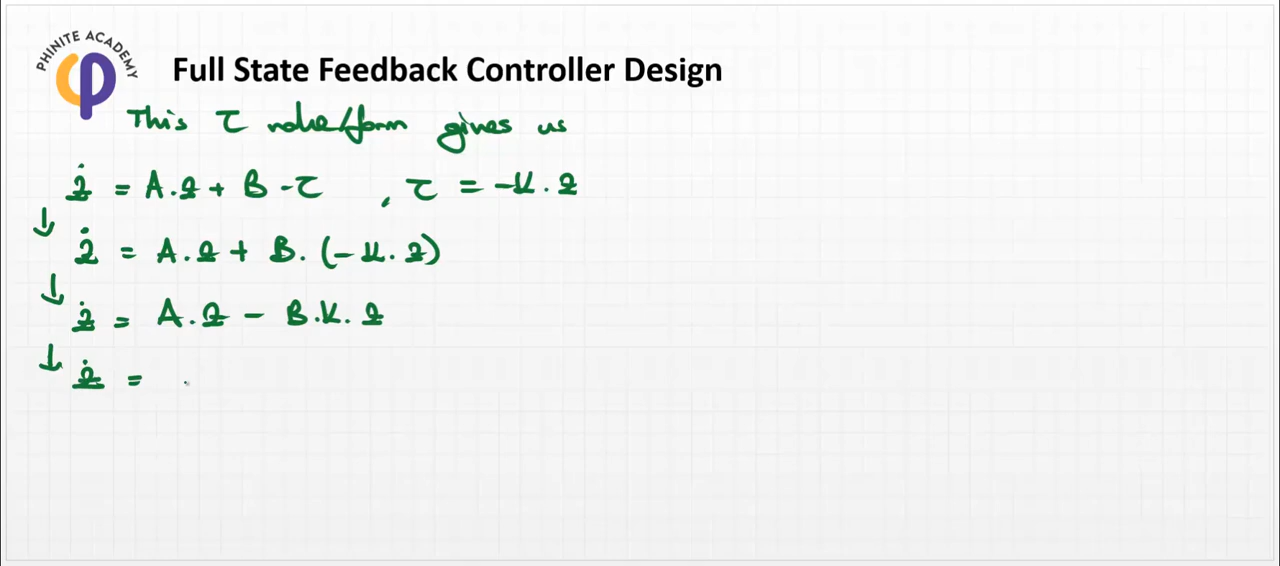 PHINITE ACADEMY
Full State Feedback Controller Design
This τ value/form gives us
ż = A.z + B.τ , τ = -K.z
↓ ż = A.z + B.(-K.z)
↓ ż = A.z - B.K.z
↓ ż =